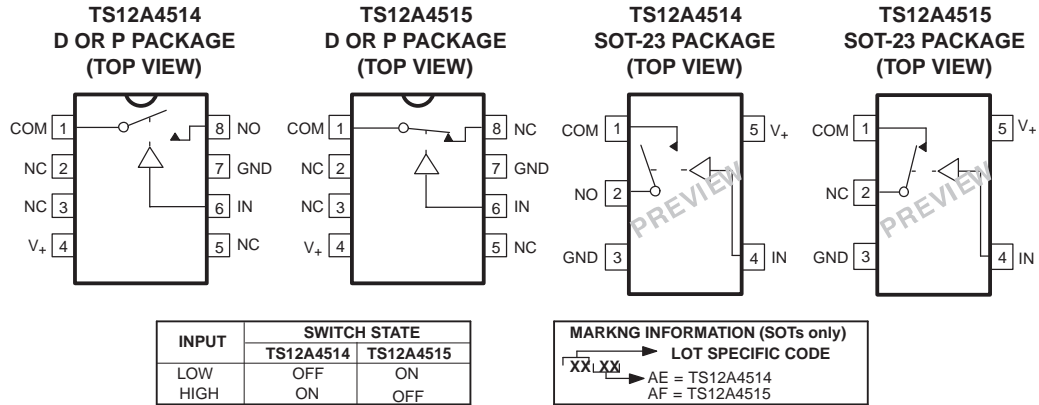 TS12A4514
D OR P PACKAGE
(TOP VIEW)
COM 1
NC 2
NC 3
V+ 4
8 NO
7 GND
6 IN
5 NC
TS12A4515
D OR P PACKAGE
(TOP VIEW)
COM 1
NC 2
NC 3
V+ 4
8 NC
7 GND
6 IN
5 NC
TS12A4514
SOT-23 PACKAGE
(TOP VIEW)
COM 1
NO 2
GND 3
5 V+
4 IN
PREVIEW
TS12A4515
SOT-23 PACKAGE
(TOP VIEW)
COM 1
NC 2
GND 3
5 V+
4 IN
PREVIEW
INPUT SWITCH STATE
TS12A4514 TS12A4515
LOW OFF ON
HIGH ON OFF
MARKNG INFORMATION (SOTs only)
LOT SPECIFIC CODE
XX XX
AE = TS12A4514
AF = TS12A4515